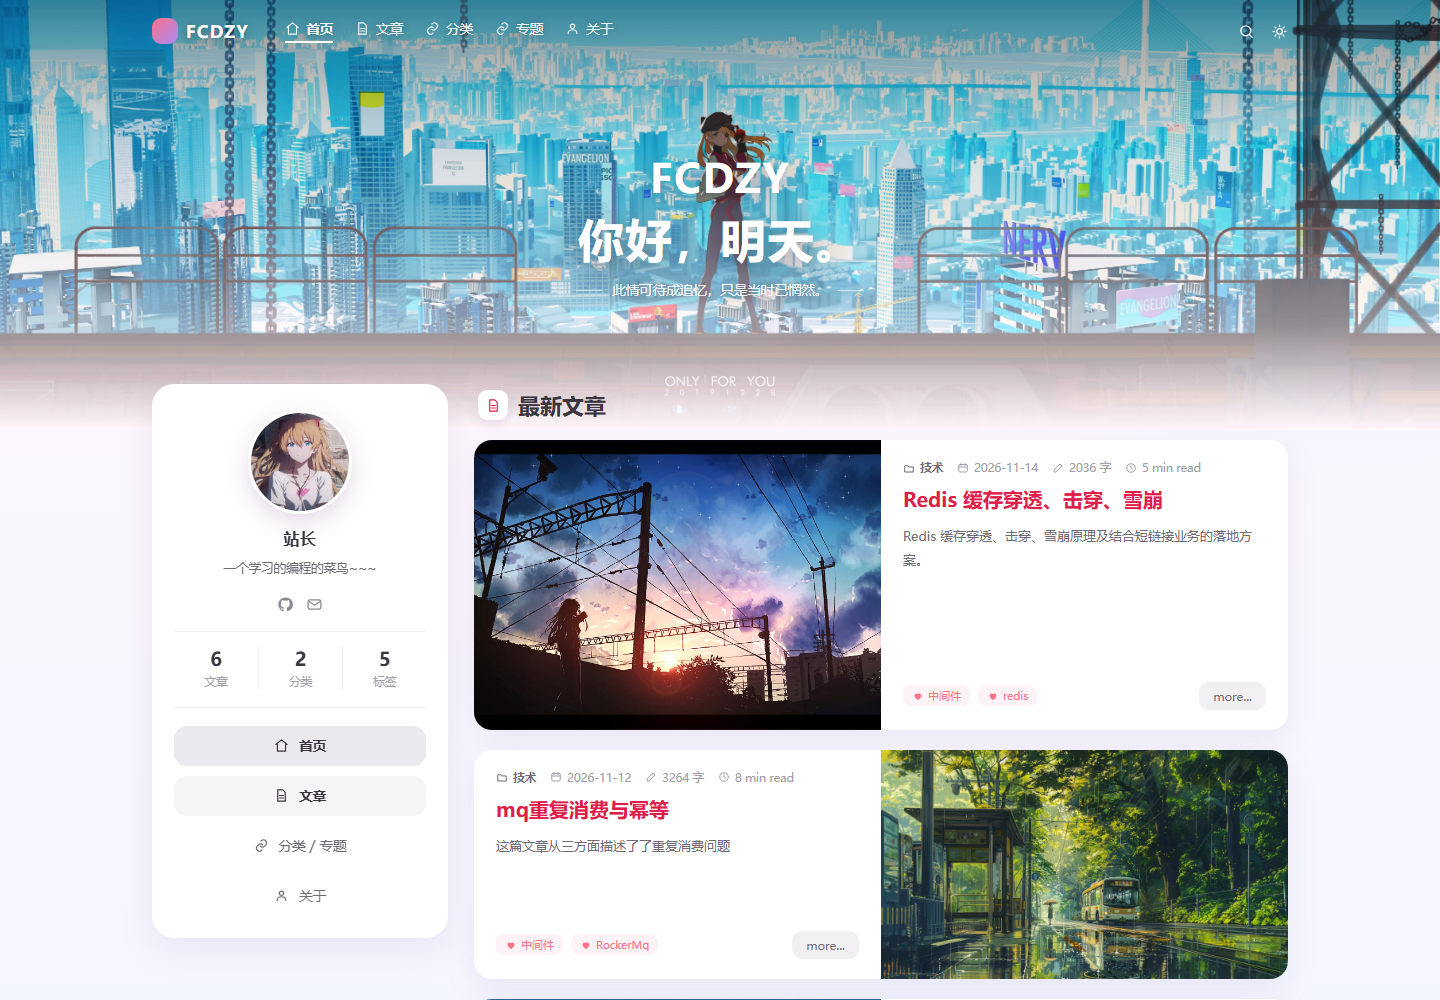 FCDZY
首页
文章
分类
专题
关于
EVANGELION
FCDZY
你好，明天。
NERV
此情可待成追忆，只是当时已惘然。
EVANGELION
ONLY FOR YOU
20191228
最新文章
站长
一个学习的编程的菜鸟~~~
6
文章
2
分类
5
标签
首页
文章
分类 / 专题
关于
技术 2026-11-14 2036 字 5 min read
Redis 缓存穿透、击穿、雪崩
Redis 缓存穿透、击穿、雪崩原理及结合短链接业务的落地方
案。
中间件 redis more...
技术 2026-11-12 3264 字 8 min read
mq重复消费与幂等
这篇文章从三方面描述了了重复消费问题
中间件 RockerMq more...